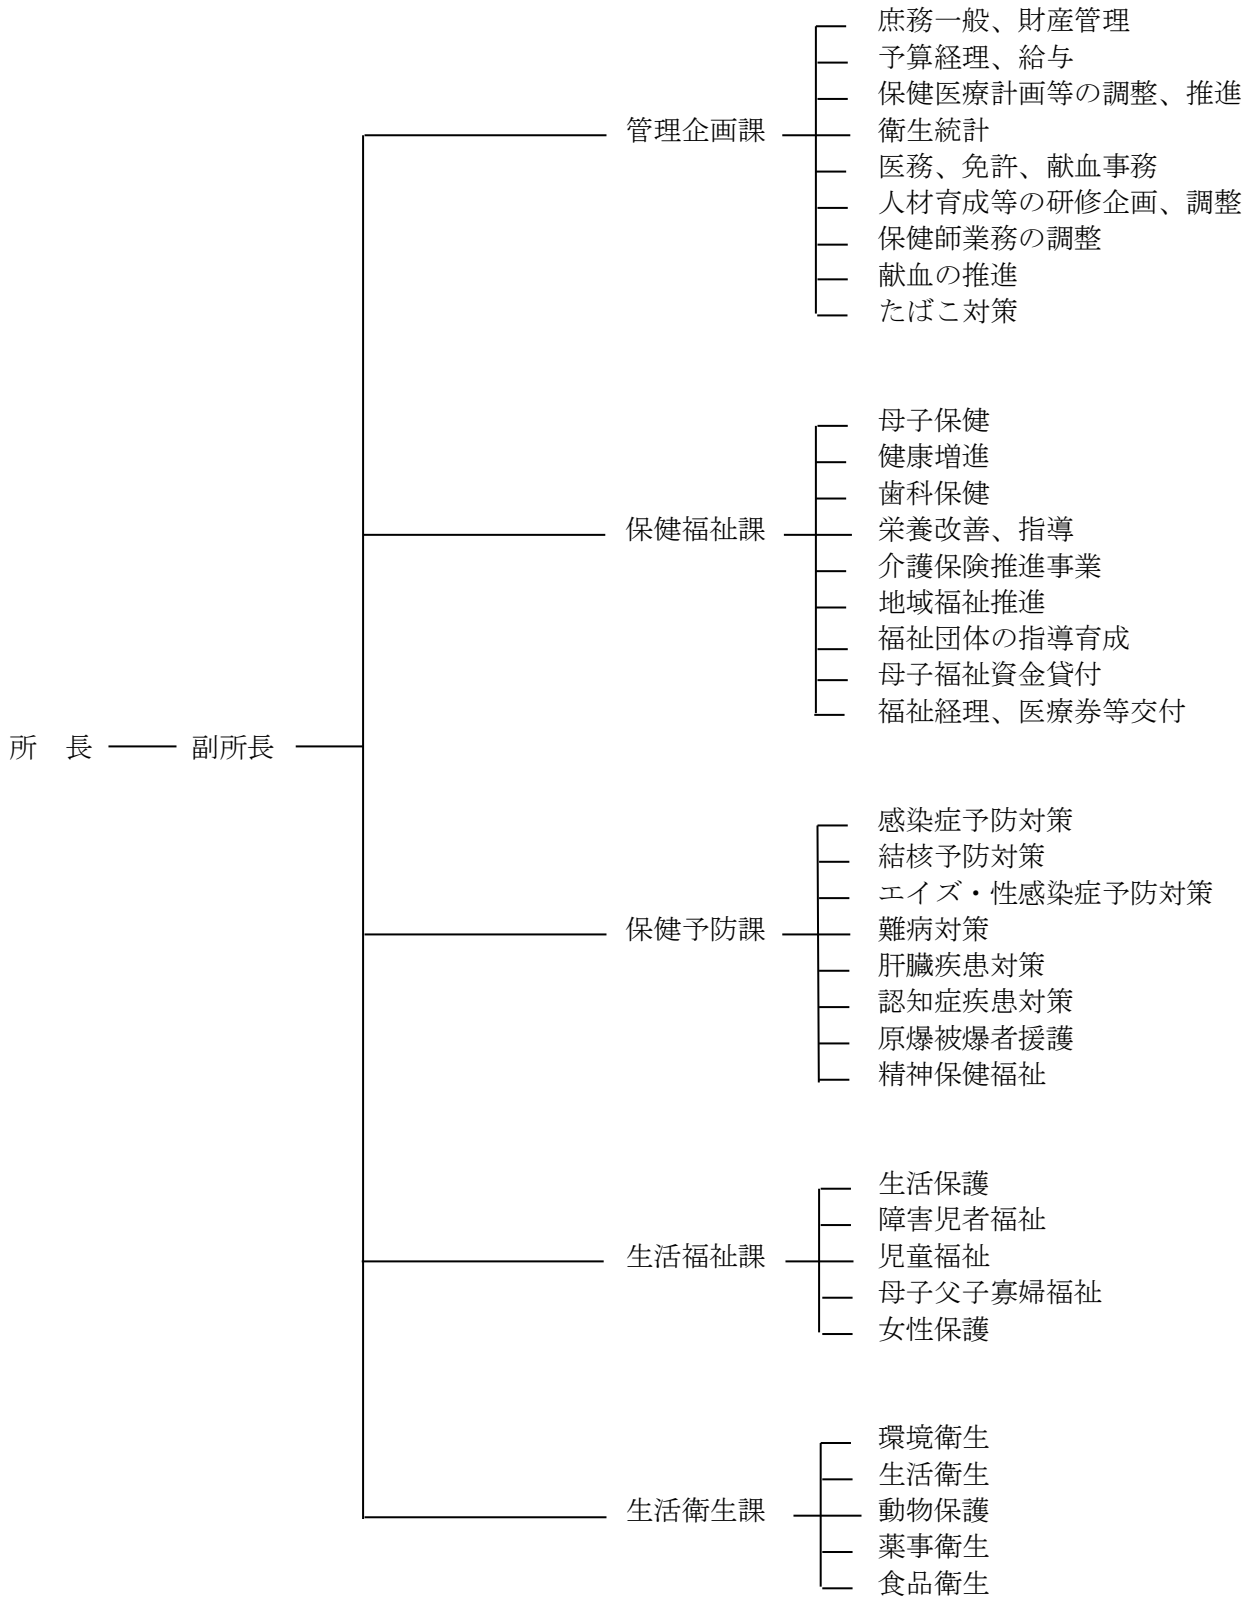 庶務一般、財産管理
予算経理、給与
保健医療計画等の調整、推進
管理企画課
衛生統計
医務、免許、献血事務
人材育成等の研修企画、調整
保健師業務の調整
献血の推進
たばこ対策
母子保健
健康増進
歯科保健
保健福祉課
栄養改善、指導
介護保険推進事業
地域福祉推進
福祉団体の指導育成
母子福祉資金貸付
福祉経理、医療券等交付
所　長
副所長
感染症予防対策
結核予防対策
エイズ・性感染症予防対策
保健予防課
難病対策
肝臓疾患対策
認知症疾患対策
原爆被爆者援護
精神保健福祉
生活保護
障害児者福祉
生活福祉課
児童福祉
母子父子寡婦福祉
女性保護
環境衛生
生活衛生
生活衛生課
動物保護
薬事衛生
食品衛生